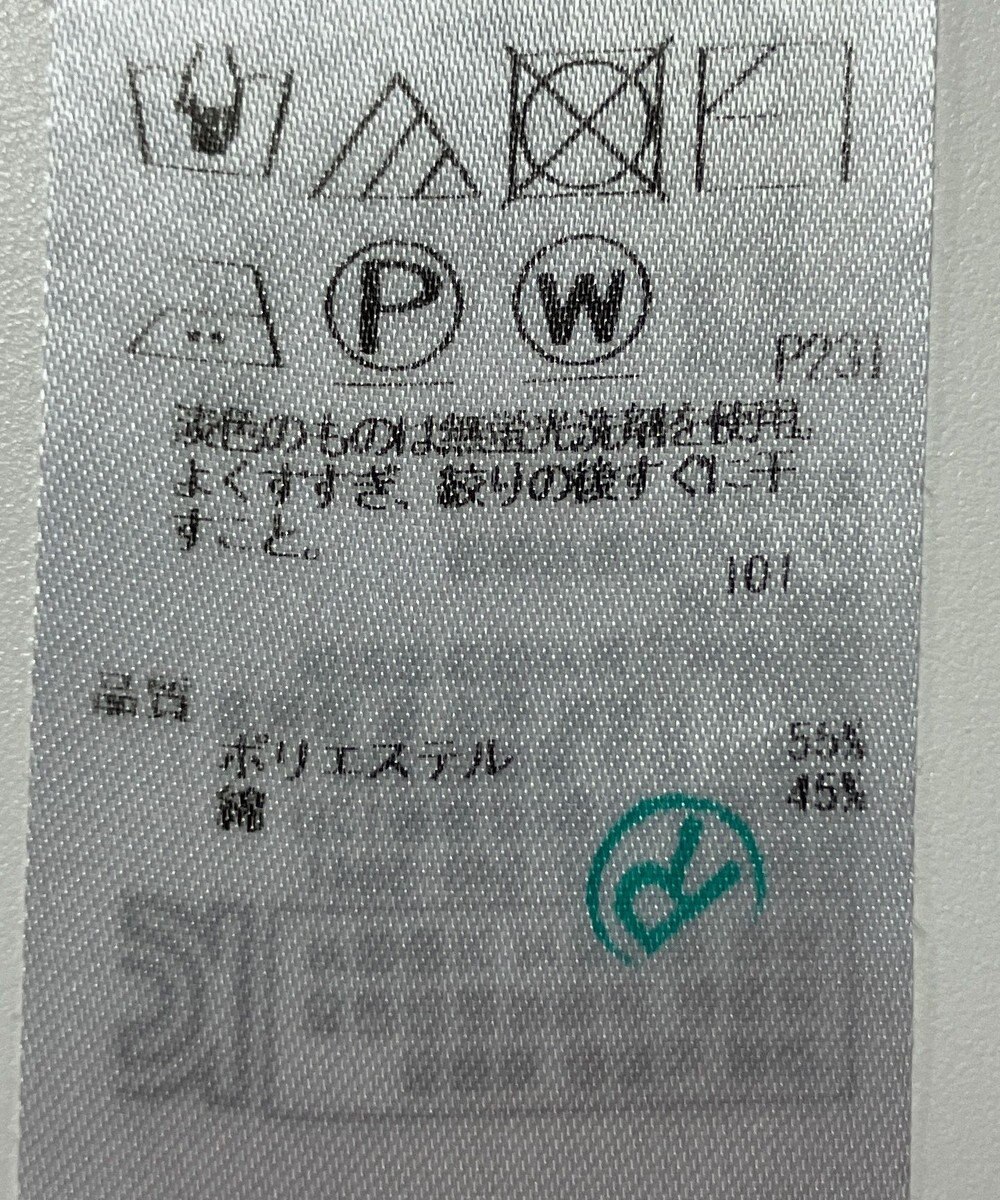 P W
P231
淡色のものは無蛍光洗剤を使用。
よくすすぎ、絞りの後すぐに干
すこと。
101
品質
ポリエステル 55%
綿 45%
R